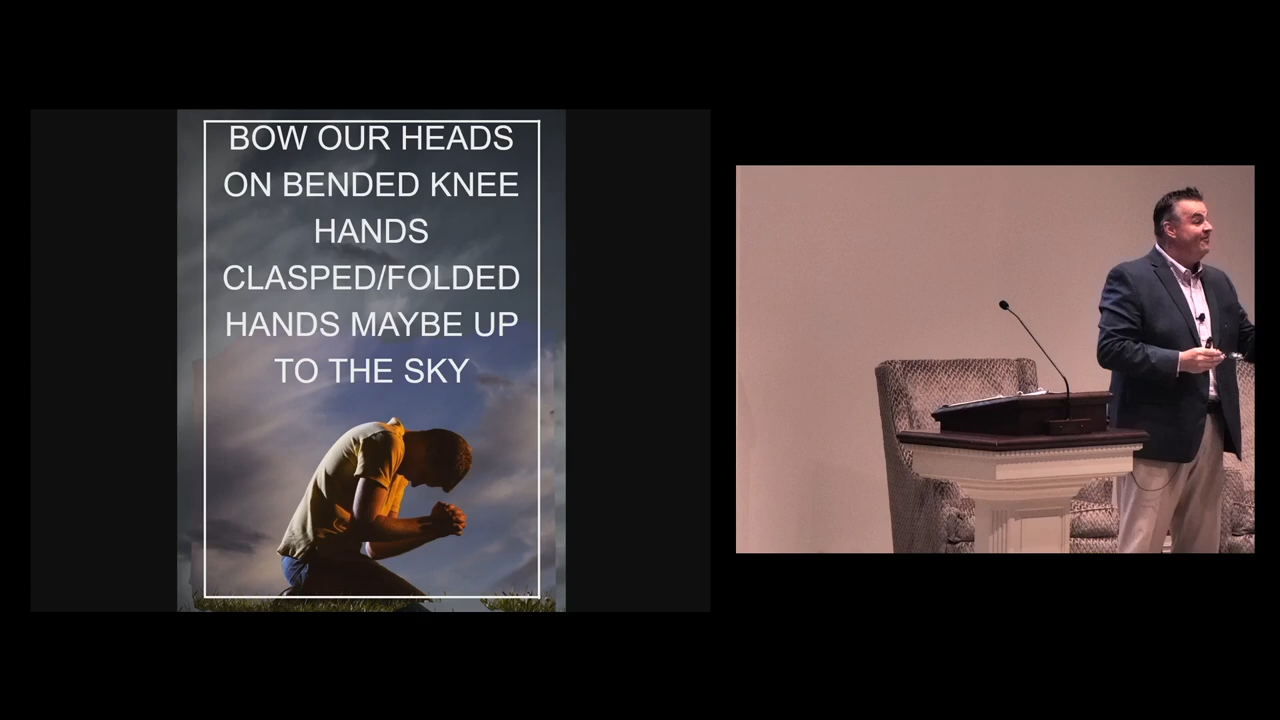 BOW OUR HEADS
ON BENDED KNEE
HANDS
CLASPED/FOLDED
HANDS MAYBE UP
TO THE SKY